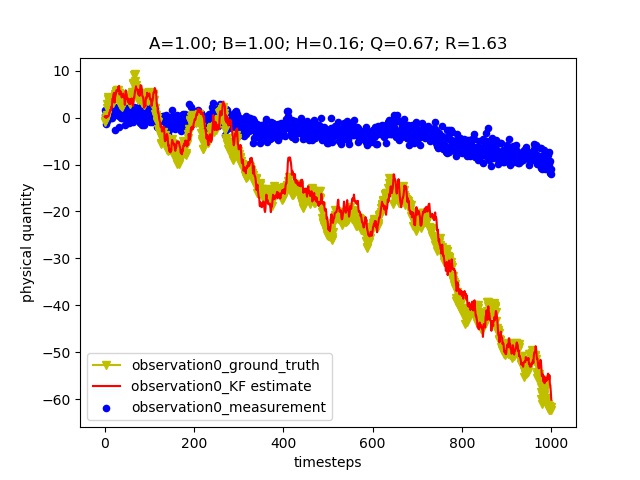 A=1.00; B=1.00; H=0.16; Q=0.67; R=1.63
10
0
−10
−20
−30
−40
−50
−60
physical quantity
observation0_ground_truth
observation0_KF estimate
observation0_measurement
0 200 400 600 800 1000
timesteps